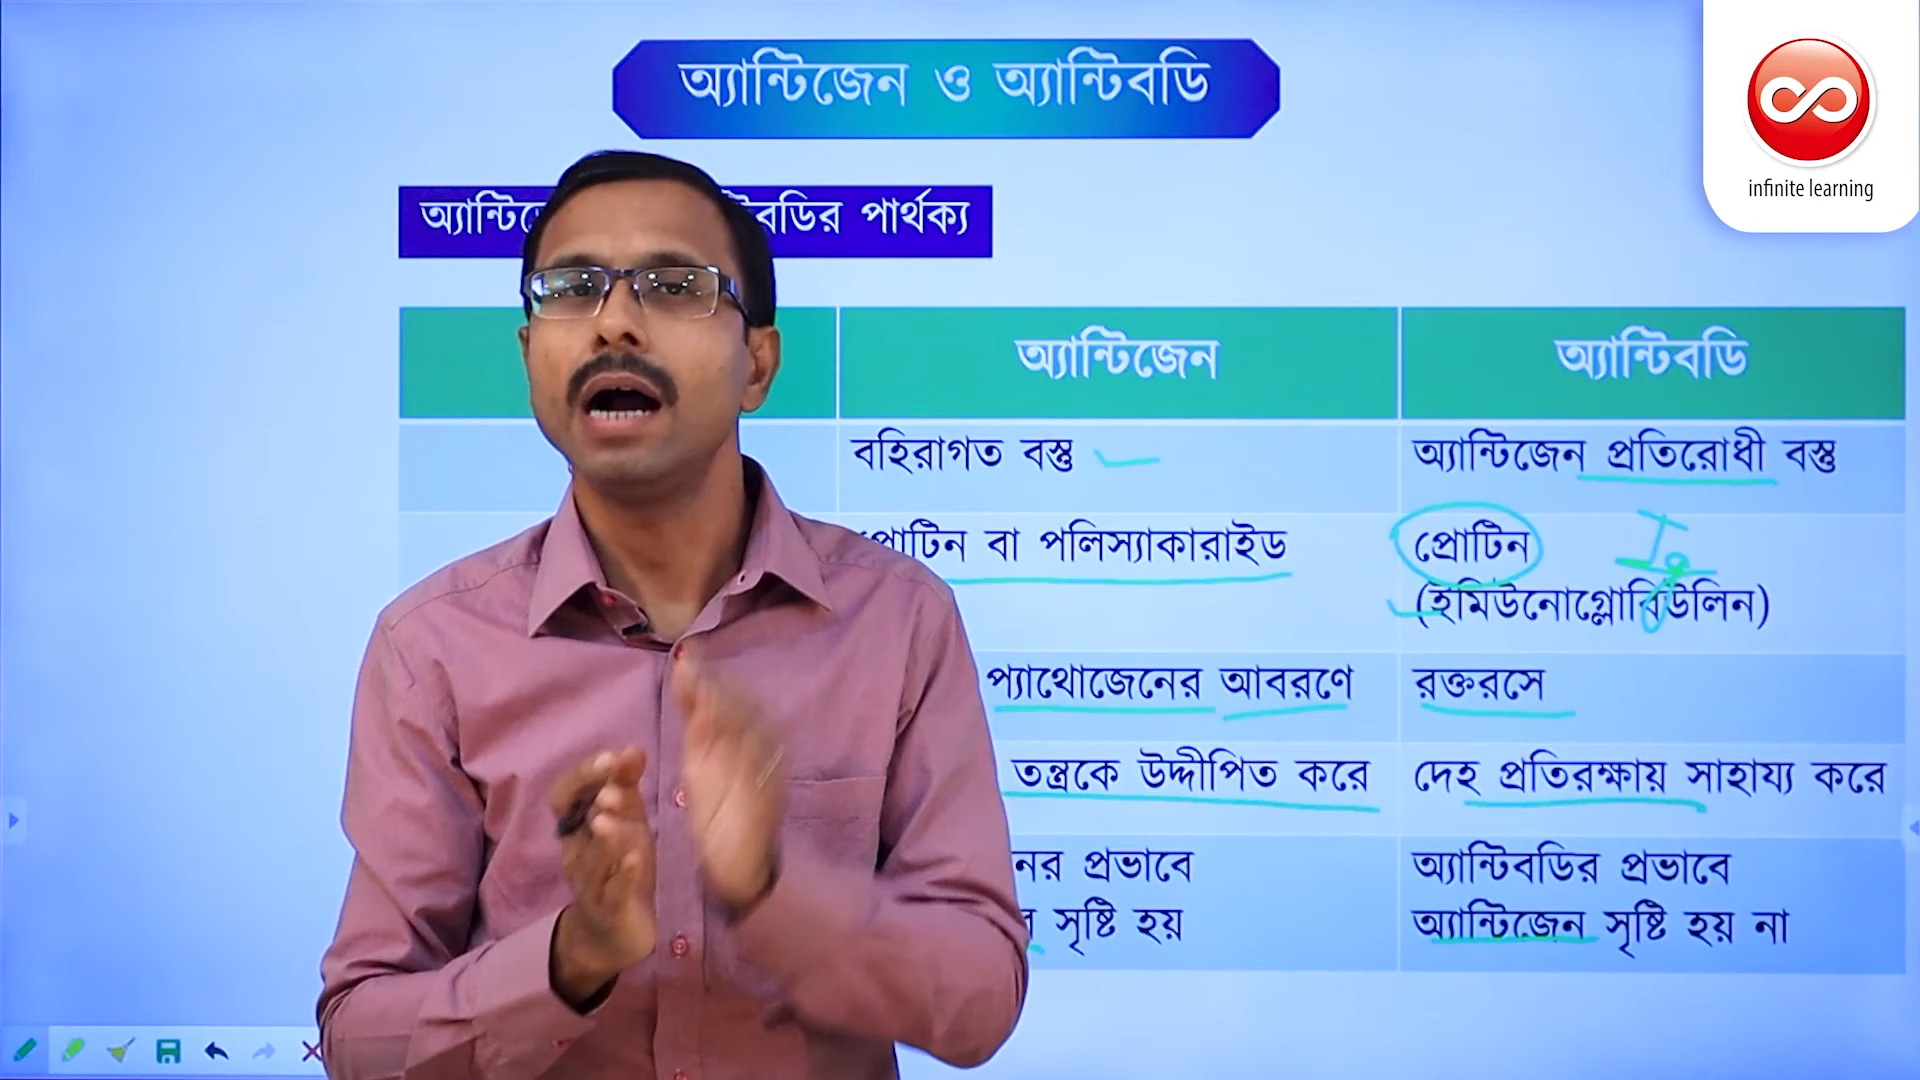 অ্যান্টিজেন ও অ্যান্টিবডি
infinite learning
পার্থক্য
অ্যান্টিজেন
অ্যান্টিবডি
বহিরাগত বস্তু
অ্যান্টিজেন প্রতিরোধী বস্তু
প্রোটিন বা পলিস্যাকারাইড
প্রোটিন
Ig
(ইমিউনোগ্লোবিউলিন)
প্যাথোজেনের আবরণে
রক্তরসে
তন্ত্রকে উদ্দীপিত করে
দেহ প্রতিরক্ষায় সাহায্য করে
প্রভাবে
সৃষ্টি হয়
অ্যান্টিবডির প্রভাবে
অ্যান্টিজেন সৃষ্টি হয় না